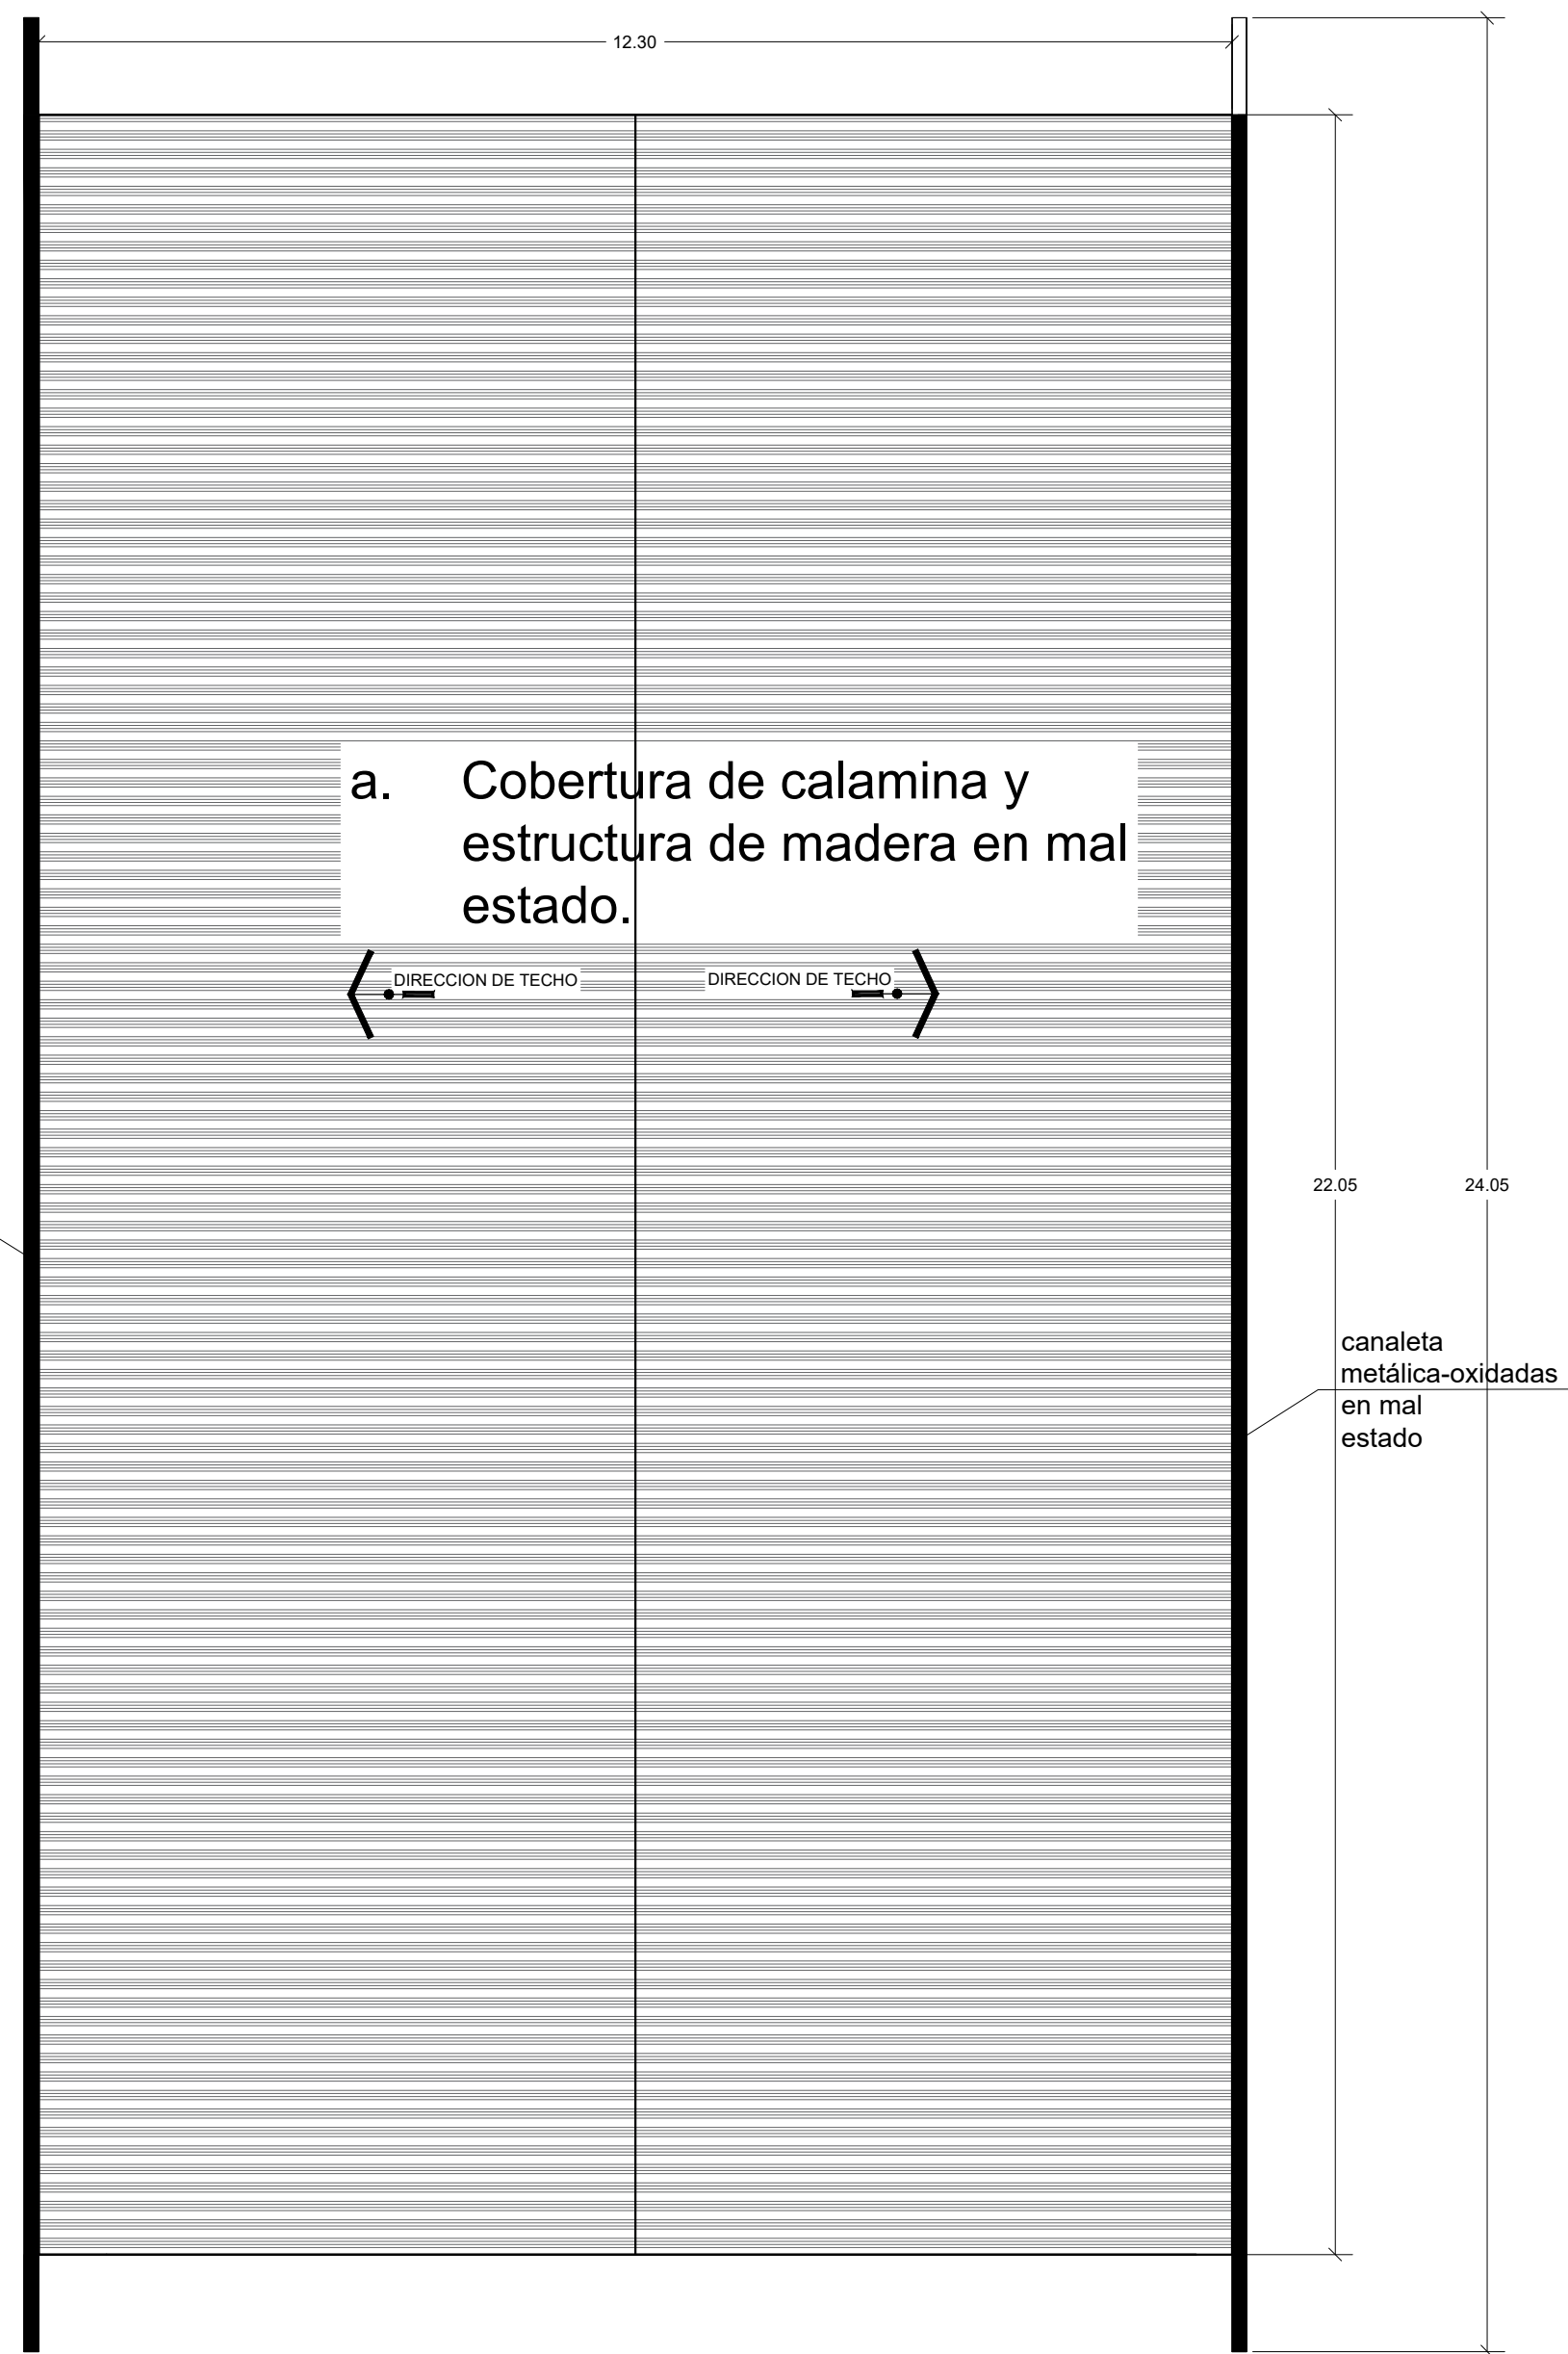 12.30
a. Cobertura de calamina y
estructura de madera en mal
estado.
DIRECCION DE TECHO
DIRECCION DE TECHO
22.05
24.05
canaleta
metálica-oxidadas
en mal
estado